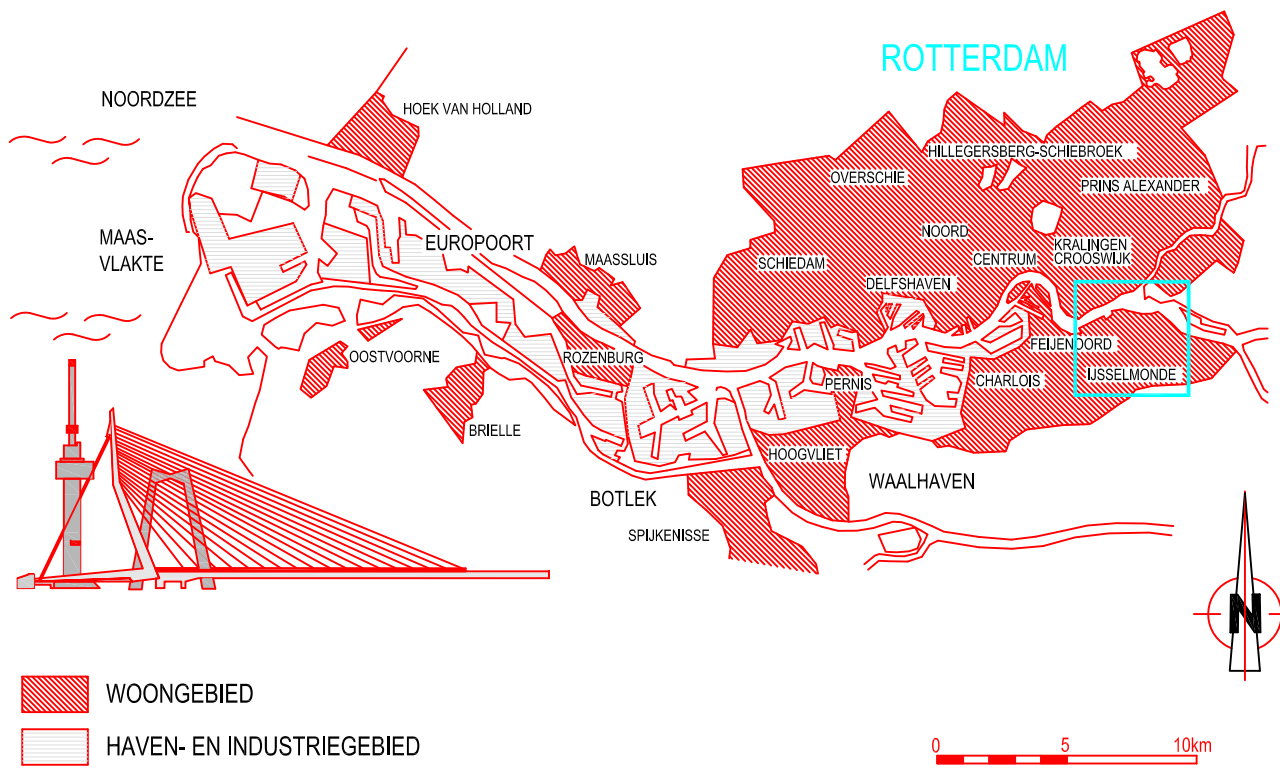 ROTTERDAM
NOORDZEE
HOEK VAN HOLLAND
HILLEGERSBERG-SCHIEBROEK
OVERSCHIE
PRINS ALEXANDER
NOORD
MAAS-
VLAKTE
EUROPOORT
MAASSLUIS
SCHIEDAM
CENTRUM
KRALINGEN
CROOSWIJK
DELFSHAVEN
OOSTVOORNE
ROZENBURG
FEIJENOORD
PERNIS
CHARLOIS
IJSSELMONDE
BRIELLE
HOOGVLIET
WAALHAVEN
BOTLEK
SPIJKENISSE
N
WOONGEBIED
HAVEN- EN INDUSTRIEGEBIED
0 5 10km